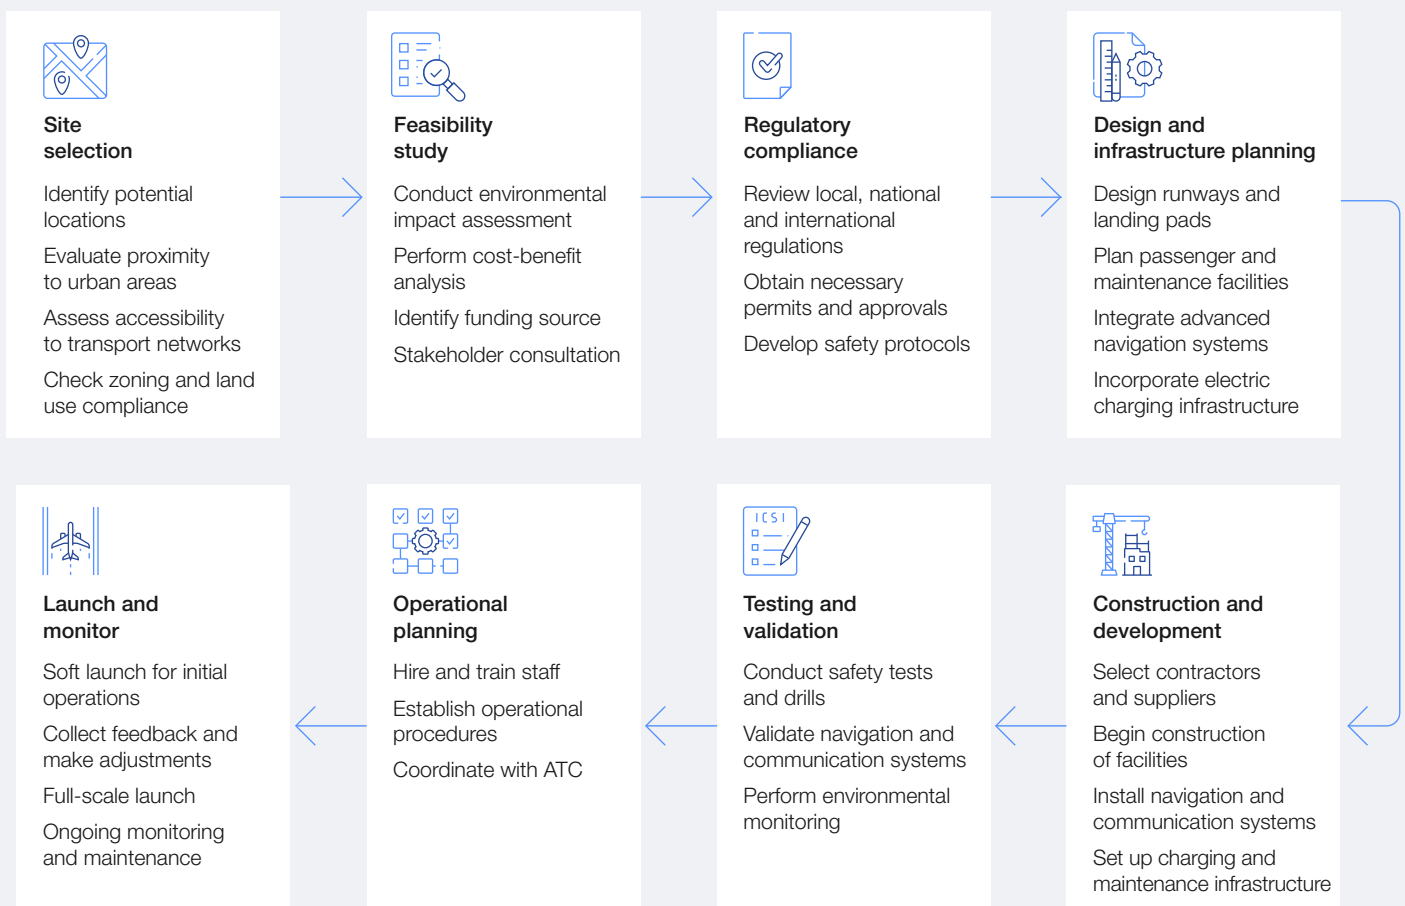 Site
selection
Identify potential
locations
Evaluate proximity
to urban areas
Assess accessibility
to transport networks
Check zoning and land
use compliance
Feasibility
study
Conduct environmental
impact assessment
Perform cost-benefit
analysis
Identify funding source
Stakeholder consultation
Regulatory
compliance
Review local, national
and international
regulations
Obtain necessary
permits and approvals
Develop safety protocols
Design and
infrastructure planning
Design runways and
landing pads
Plan passenger and
maintenance facilities
Integrate advanced
navigation systems
Incorporate electric
charging infrastructure
Launch and
monitor
Soft launch for initial
operations
Collect feedback and
make adjustments
Full-scale launch
Ongoing monitoring
and maintenance
Operational
planning
Hire and train staff
Establish operational
procedures
Coordinate with ATC
Testing and
validation
Conduct safety tests
and drills
Validate navigation and
communication systems
Perform environmental
monitoring
Construction and
development
Select contractors
and suppliers
Begin construction
of facilities
Install navigation and
communication systems
Set up charging and
maintenance infrastructure